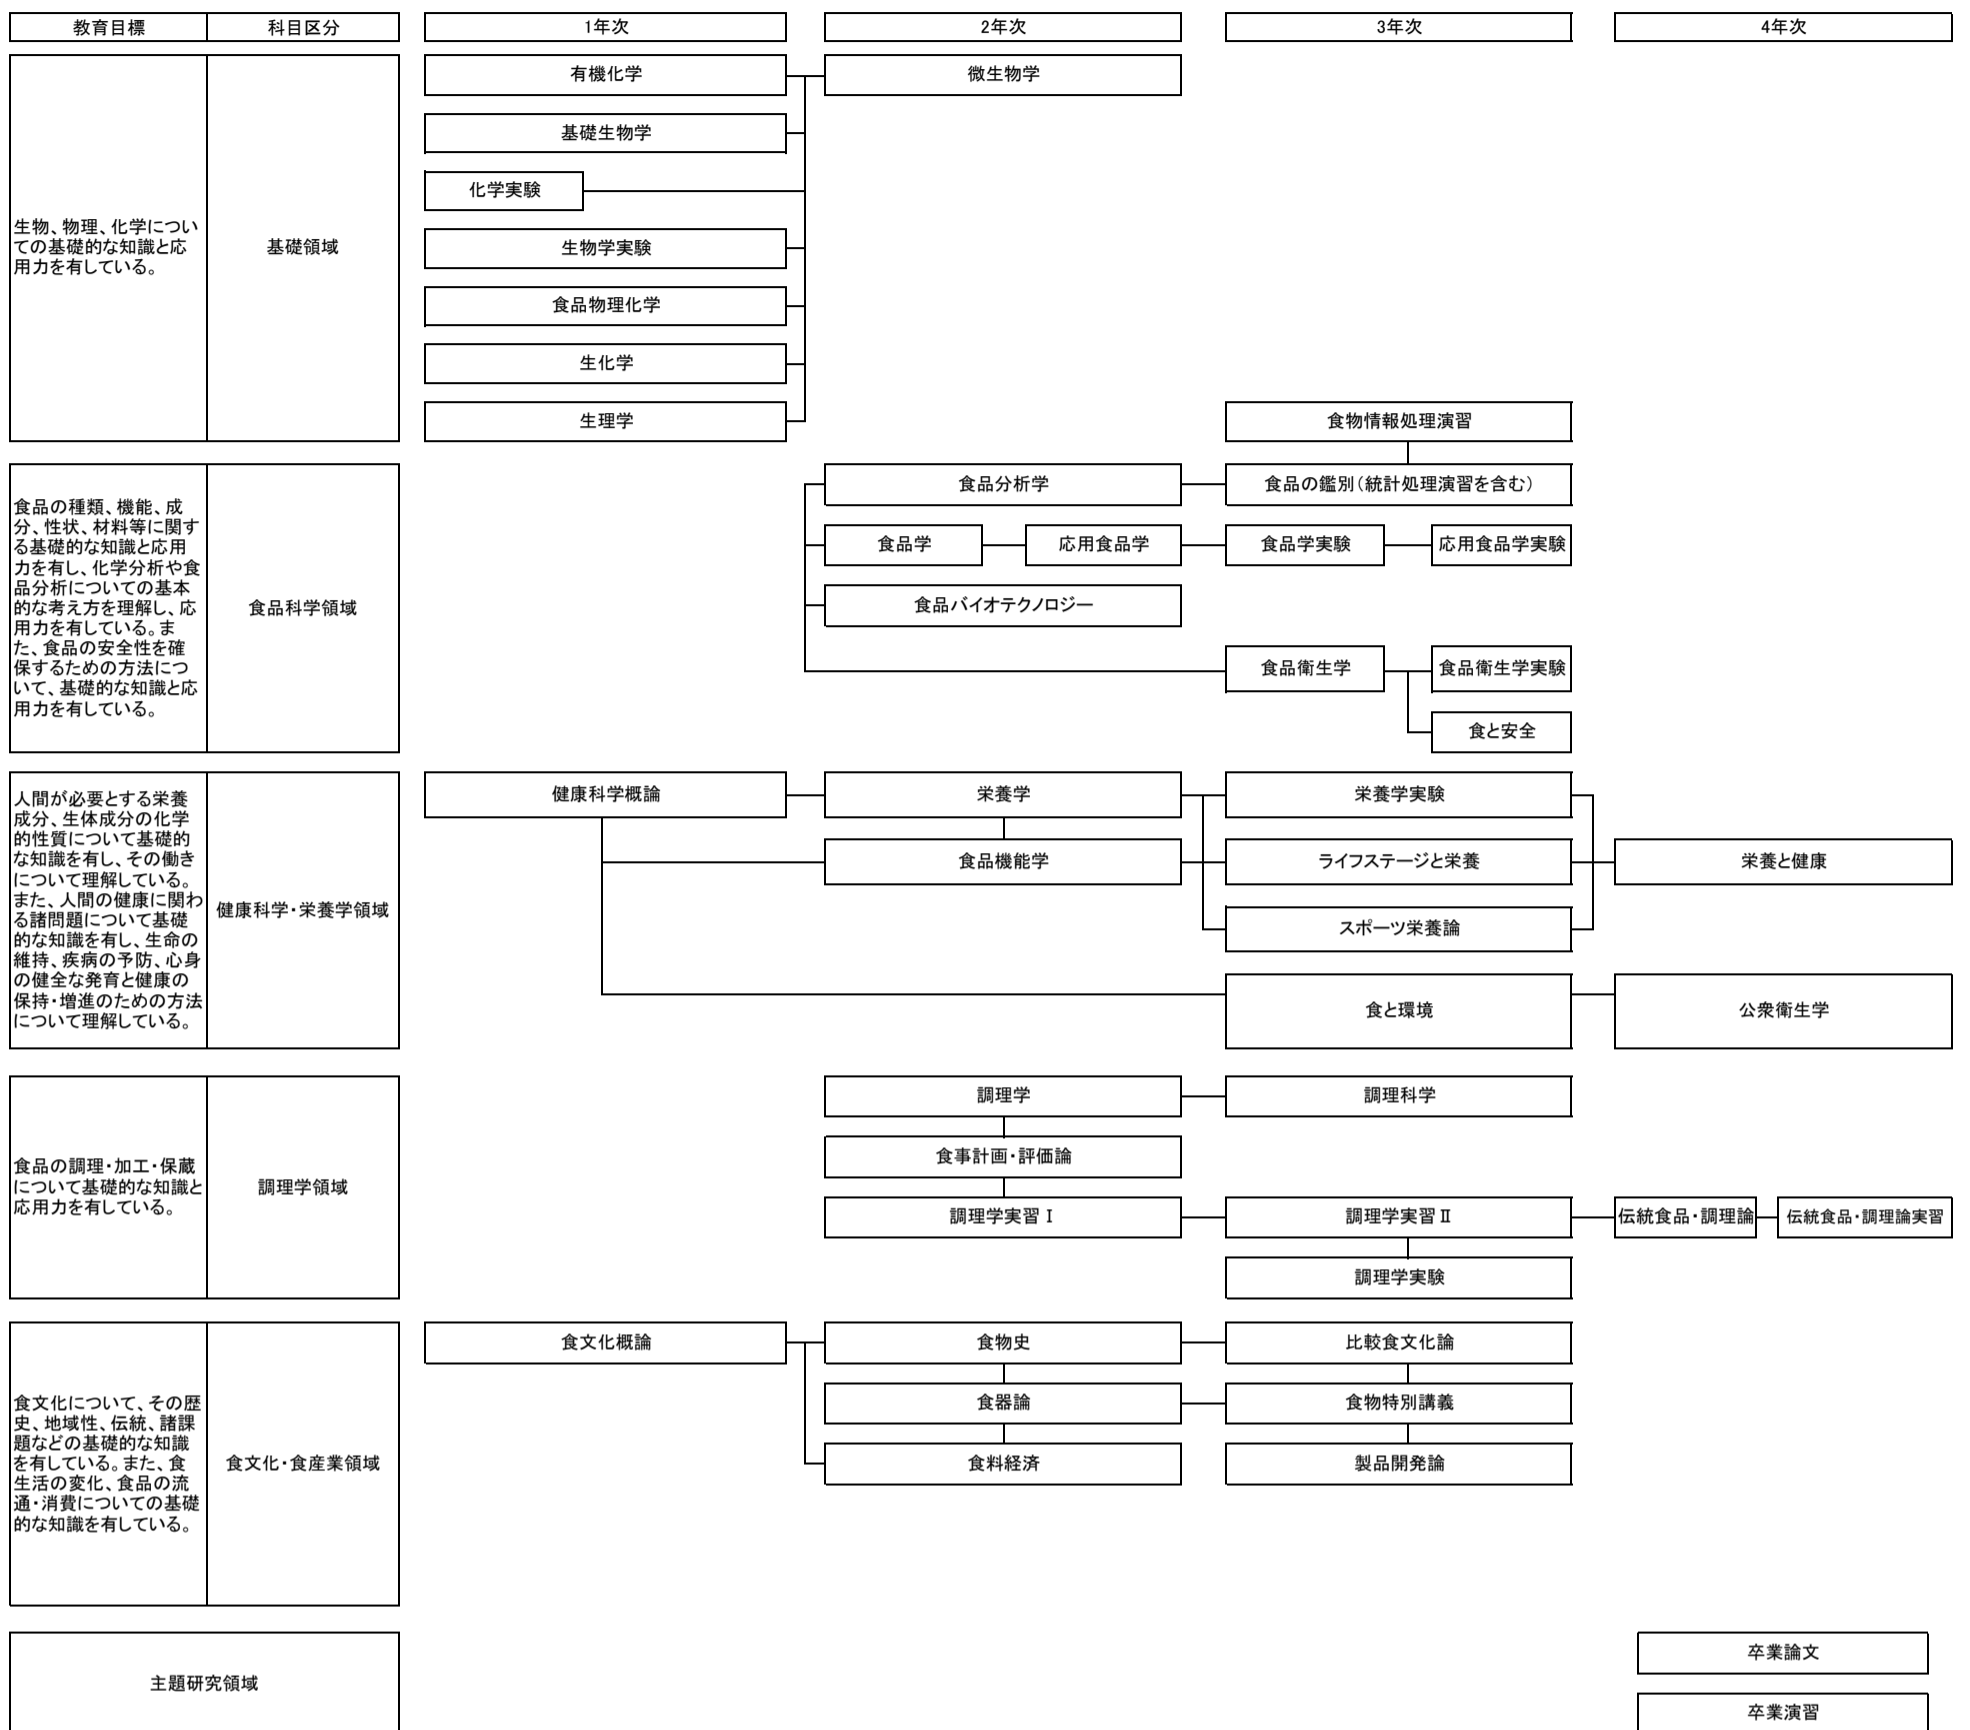 教育目標
科目区分
1年次
2年次
3年次
4年次
生物、物理、化学につい
ての基礎的な知識と応
用力を有している。
基礎領域
有機化学
微生物学
基礎生物学
化学実験
生物学実験
食品物理化学
生化学
生理学
食物情報処理演習
食品の種類、機能、成
分、性状、材料等に関す
る基礎的な知識と応用
力を有し、化学分析や食
品分析についての基本
的な考え方を理解し、応
用力を有している。ま
た、食品の安全性を確
保するための方法につ
いて、基礎的な知識と応
用力を有している。
食品科学領域
食品分析学
食品の鑑別（統計処理演習を含む）
食品学
応用食品学
食品学実験
応用食品学実験
食品バイオテクノロジー
食品衛生学
食品衛生学実験
食と安全
人間が必要とする栄養
成分、生体成分の化学
的性質について基礎的
な知識を有し、その働き
について理解している。
また、人間の健康に関わ
る諸問題について基礎
的な知識を有し、生命の
維持、疾病の予防、心身
の健全な発育と健康の
保持・増進のための方法
について理解している。
健康科学・栄養学領域
健康科学概論
栄養学
栄養学実験
食品機能学
ライフステージと栄養
栄養と健康
スポーツ栄養論
食と環境
公衆衛生学
食品の調理・加工・保蔵
について基礎的な知識と
応用力を有している。
調理学領域
調理学
調理科学
食事計画・評価論
調理学実習Ⅰ
調理学実習Ⅱ
伝統食品・調理論
伝統食品・調理論実習
調理学実験
食文化について、その歴
史、地域性、伝統、諸課
題などの基礎的な知識
を有している。また、食
生活の変化、食品の流
通・消費についての基礎
的な知識を有している。
食文化・食産業領域
食文化概論
食物史
比較食文化論
食器論
食物特別講義
食料経済
製品開発論
主題研究領域
卒業論文
卒業演習